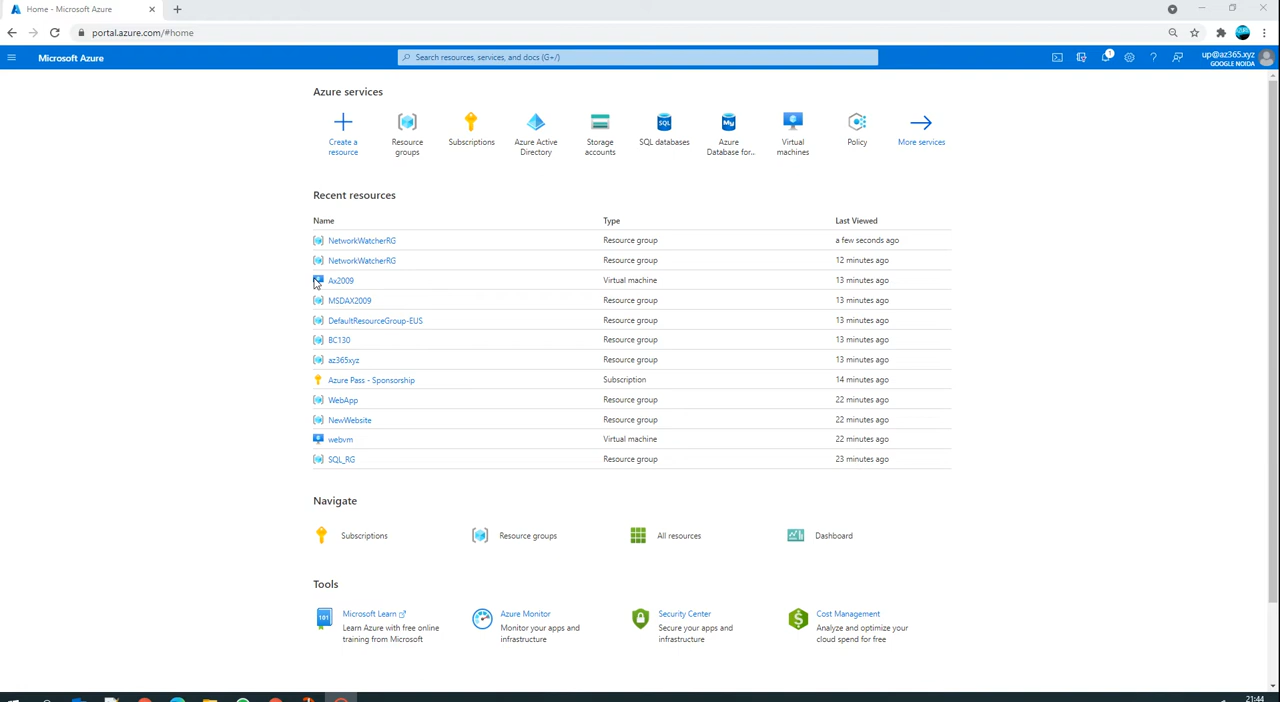 Home - Microsoft Azure
portal.azure.com/#home
Microsoft Azure
Search resources, services, and docs (G+/)
1
up@az365.xyz
GOOGLE NOIDA
Azure services
Create a resource
Resource groups
Subscriptions
Azure Active Directory
Storage accounts
SQL
SQL databases
My
Azure Database for...
Virtual machines
Policy
More services
Recent resources
Name Type Last Viewed
NetworkWatcherRG Resource group a few seconds ago
NetworkWatcherRG Resource group 12 minutes ago
Ax2009 Virtual machine 13 minutes ago
MSDAX2009 Resource group 13 minutes ago
DefaultResourceGroup-EUS Resource group 13 minutes ago
BC130 Resource group 13 minutes ago
az365xyz Resource group 13 minutes ago
Azure Pass - Sponsorship Subscription 14 minutes ago
WebApp Resource group 22 minutes ago
NewWebsite Resource group 22 minutes ago
webvm Virtual machine 22 minutes ago
SQL_RG Resource group 23 minutes ago
Navigate
Subscriptions Resource groups All resources Dashboard
Tools
101
Microsoft Learn
Learn Azure with free online
training from Microsoft
Azure Monitor
Monitor your apps and
infrastructure
Security Center
Secure your apps and
infrastructure
$
Cost Management
Analyze and optimize your
cloud spend for free
21:44